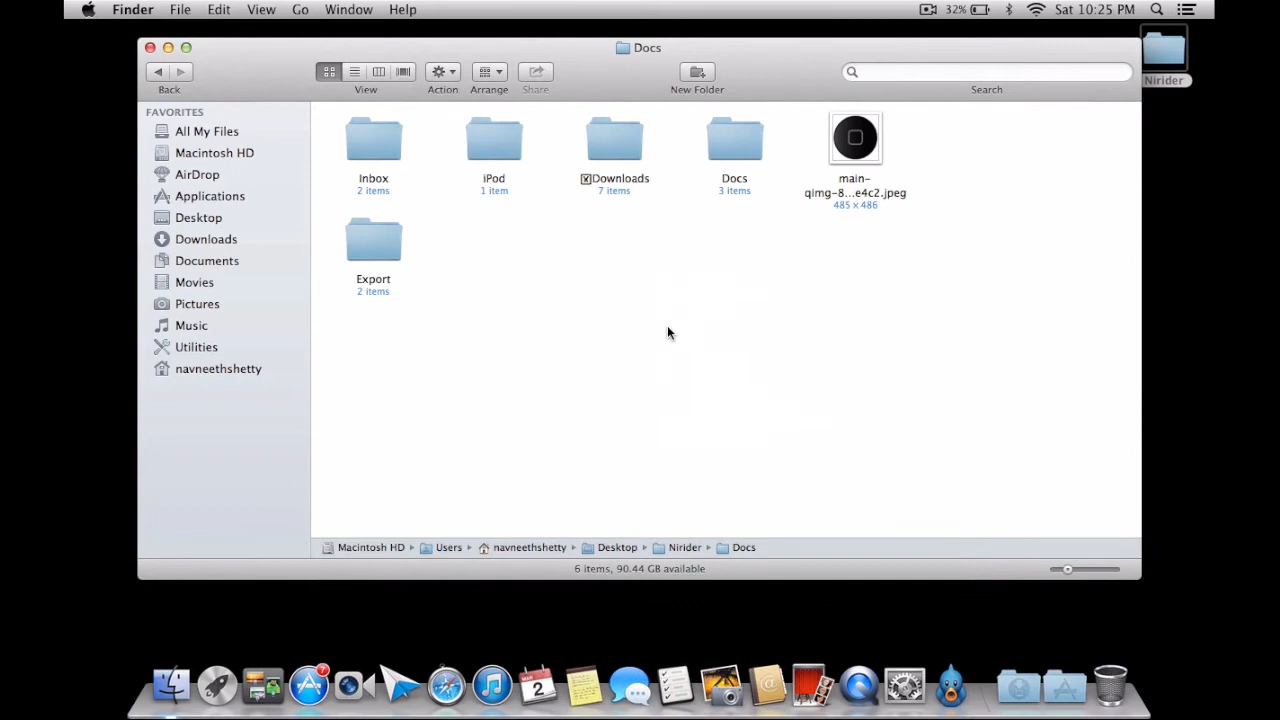 Finder File Edit View Go Window Help 32% Sat 10:25 PM
Docs
Back View Action Arrange Share New Folder Search
Nirider
FAVORITES
All My Files
Macintosh HD
AirDrop
Applications
Desktop
Downloads
Documents
Movies
Pictures
Music
Utilities
navneethshetty
Inbox
2 items
iPod
1 item
Downloads
7 items
Docs
3 items
main-
qimg-8...e4c2.jpeg
485 × 486
Export
2 items
Macintosh HD Users navneethshetty Desktop Nirider Docs
6 items, 90.44 GB available
7
2